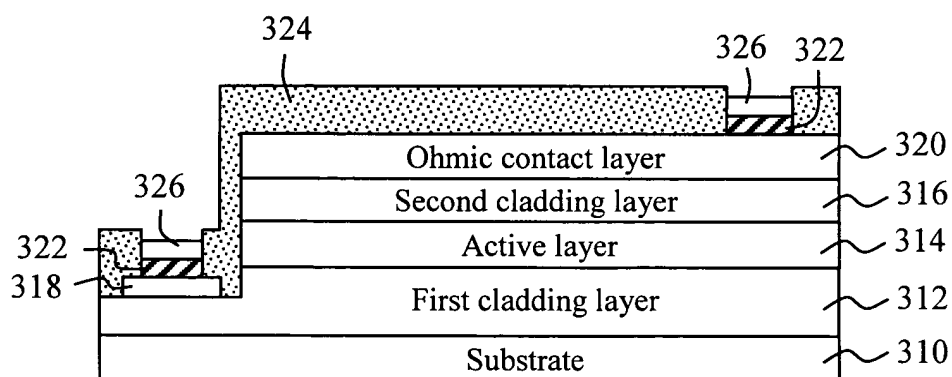 324
326
322
Ohmic contact layer
320
326
Second cladding layer
316
322
Active layer
314
318
First cladding layer
312
Substrate
310